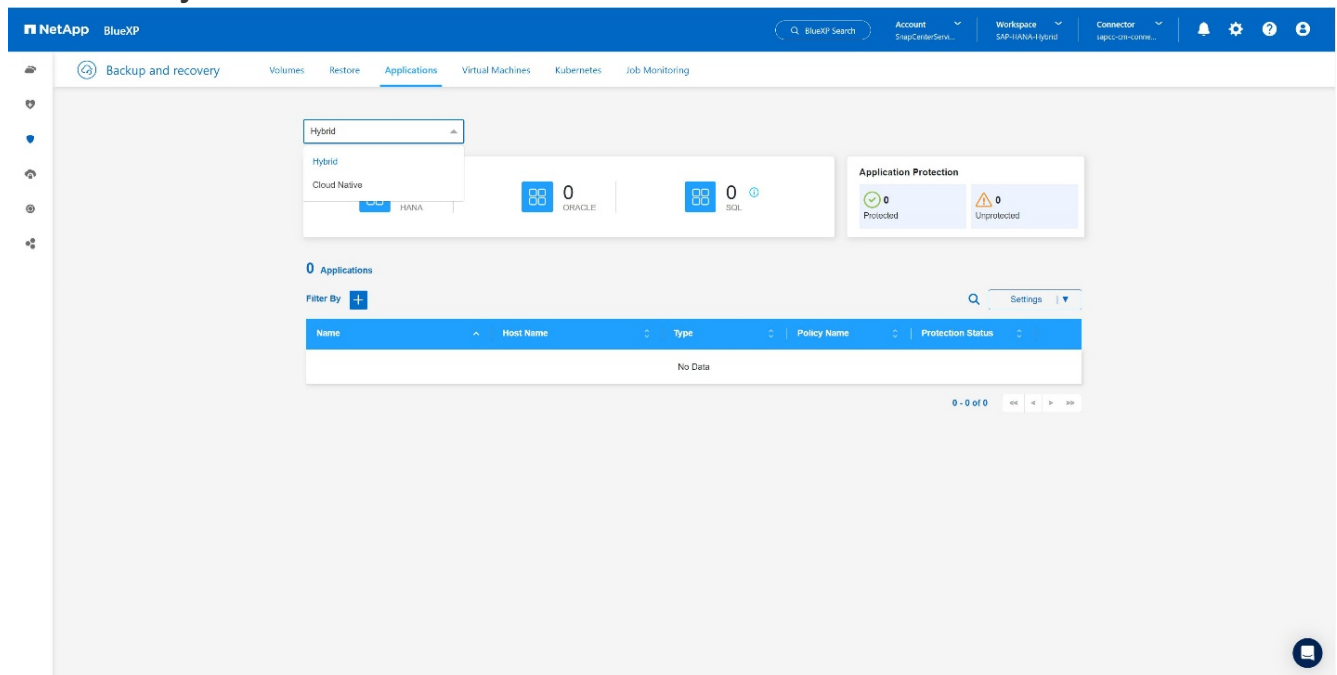 NetApp BlueXP
BlueXP Search
Account
SnapCenterServi...
Workspace
SAP-HANA-Hybrid
Connector
sapcc-cm-conne...
Backup and recovery
Volumes Restore Applications Virtual Machines Kubernetes Job Monitoring
Hybrid
Hybrid
Cloud Native
HANA
0
ORACLE
0
SQL
Application Protection
0
Protected
0
Unprotected
0 Applications
Filter By
Settings
Name Host Name Type Policy Name Protection Status
No Data
0 - 0 of 0